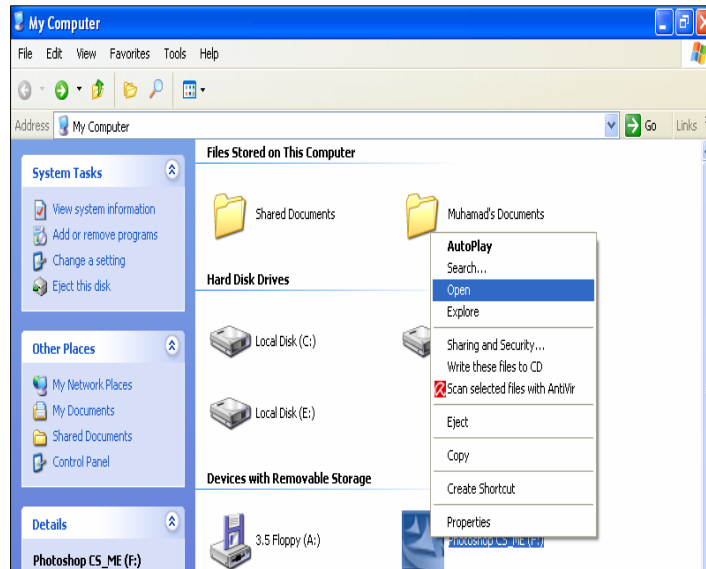 My Computer
File Edit View Favorites Tools Help
Address My Computer Go Links
System Tasks
View system information
Add or remove programs
Change a setting
Eject this disk
Other Places
My Network Places
My Documents
Shared Documents
Control Panel
Details
Photoshop CS_ME (F:)
Files Stored on This Computer
Shared Documents
Muhamad's Documents
Hard Disk Drives
Local Disk (C:)
Local Disk (E:)
Devices with Removable Storage
3.5 Floppy (A:)
Photoshop CS_ME (F:)
AutoPlay
Search...
Open
Explore
Sharing and Security...
Write these files to CD
Scan selected files with AntiVir
Eject
Copy
Create Shortcut
Properties